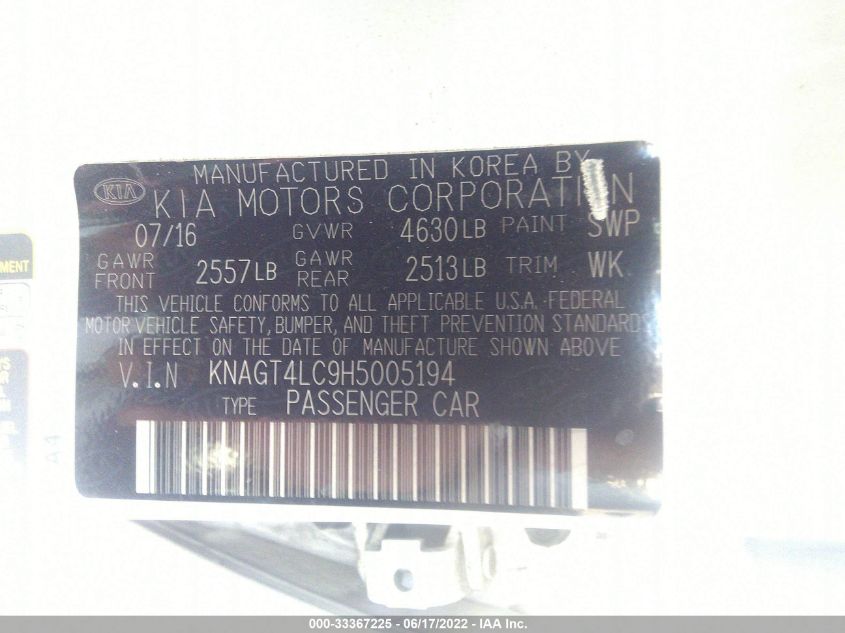 MANUFACTURED IN KOREA BY
KIA KIA MOTORS CORPORATION
07/16 GVWR 4630LB PAINT SWP
GAWR FRONT 2557LB GAWR REAR 2513LB TRIM WK
THIS VEHICLE CONFORMS TO ALL APPLICABLE U.S.A. FEDERAL
MOTOR VEHICLE SAFETY, BUMPER, AND THEFT PREVENTION STANDARDS
IN EFFECT ON THE DATE OF MANUFACTURE SHOWN ABOVE
V.I.N KNAGT4LC9H5005194
TYPE PASSENGER CAR
A4
000-33367225 - 06/17/2022 - IAA Inc.